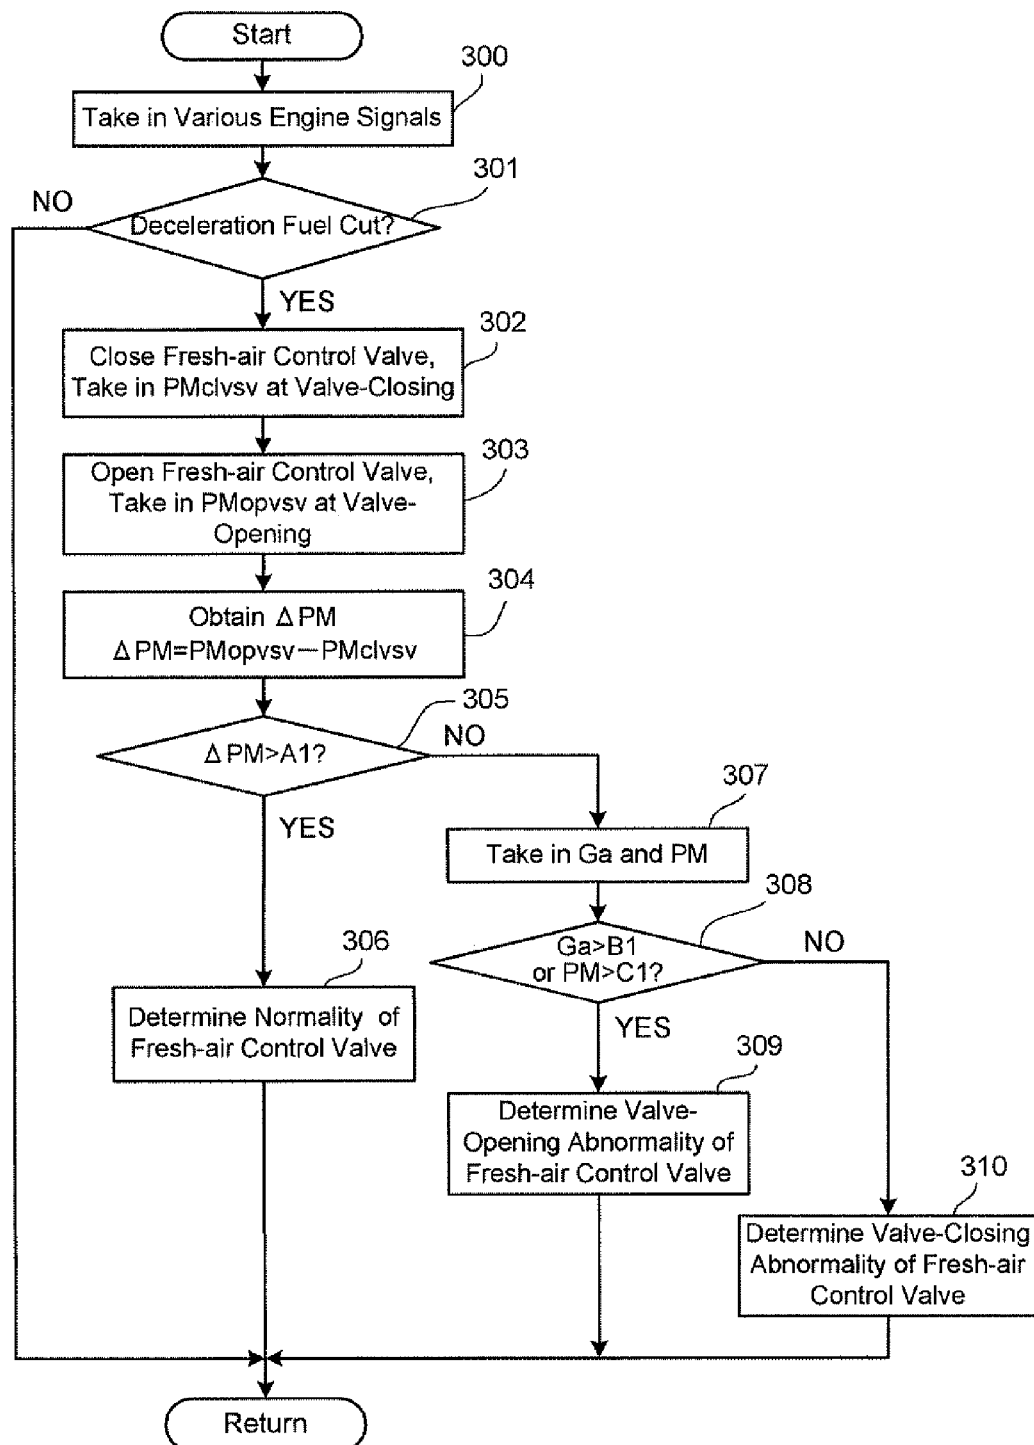 Start
300
Take in Various Engine Signals
301
NO
Deceleration Fuel Cut?
YES
302
Close Fresh-air Control Valve,
Take in PMclvsv at Valve-Closing
303
Open Fresh-air Control Valve,
Take in PMopvsv at Valve-
Opening
304
Obtain Δ PM
Δ PM=PMopvsv－PMclvsv
305
Δ PM>A1?
NO
YES
307
Take in Ga and PM
308
Ga>B1
or PM>C1?
NO
YES
306
Determine Normality of
Fresh-air Control Valve
309
Determine Valve-
Opening Abnormality of
Fresh-air Control Valve
310
Determine Valve-Closing
Abnormality of Fresh-air
Control Valve
Return